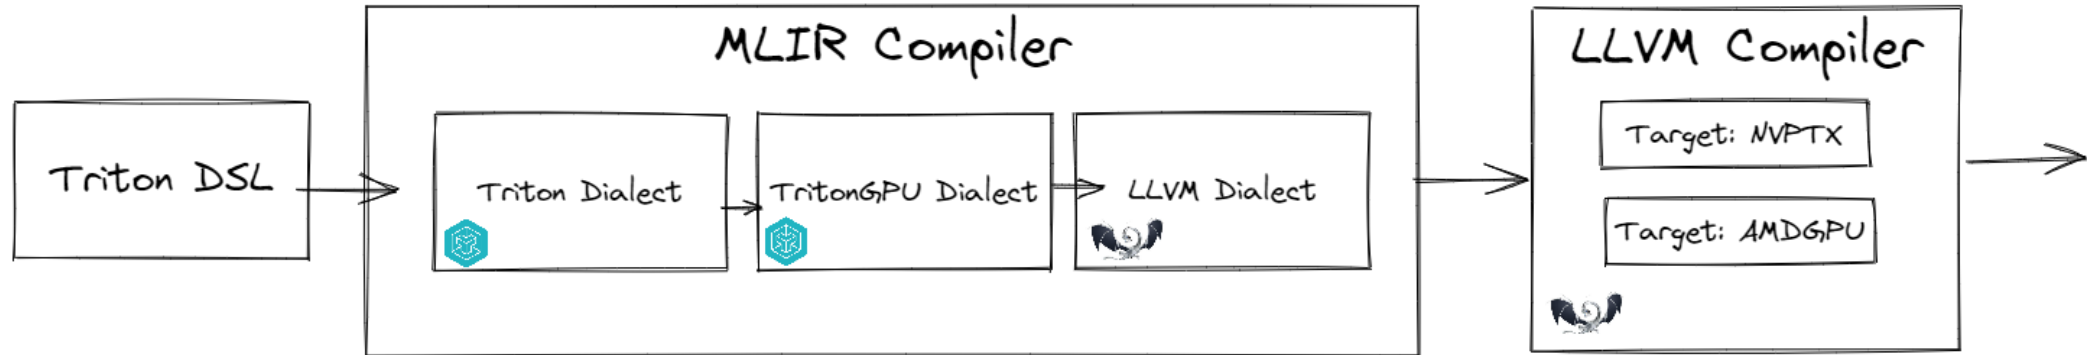 Triton DSL
MLIR Compiler
Triton Dialect
TritonGPU Dialect
LLVM Dialect
LLVM Compiler
Target: NVPTX
Target: AMDGPU